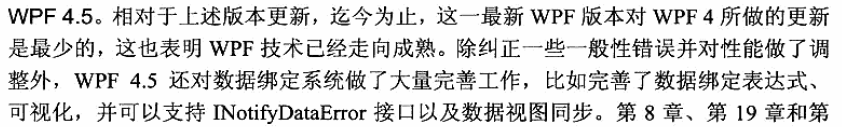 WPF 4.5。相对于上述版本更新，迄今为止，这一最新 WPF 版本对 WPF 4 所做的更新
是最少的，这也表明 WPF 技术已经走向成熟。除纠正一些一般性错误并对性能做了调
整外，WPF 4.5 还对数据绑定系统做了大量完善工作，比如完善了数据绑定表达式、
可视化，并可以支持 INotifyDataError 接口以及数据视图同步。第 8 章、第 19 章和第